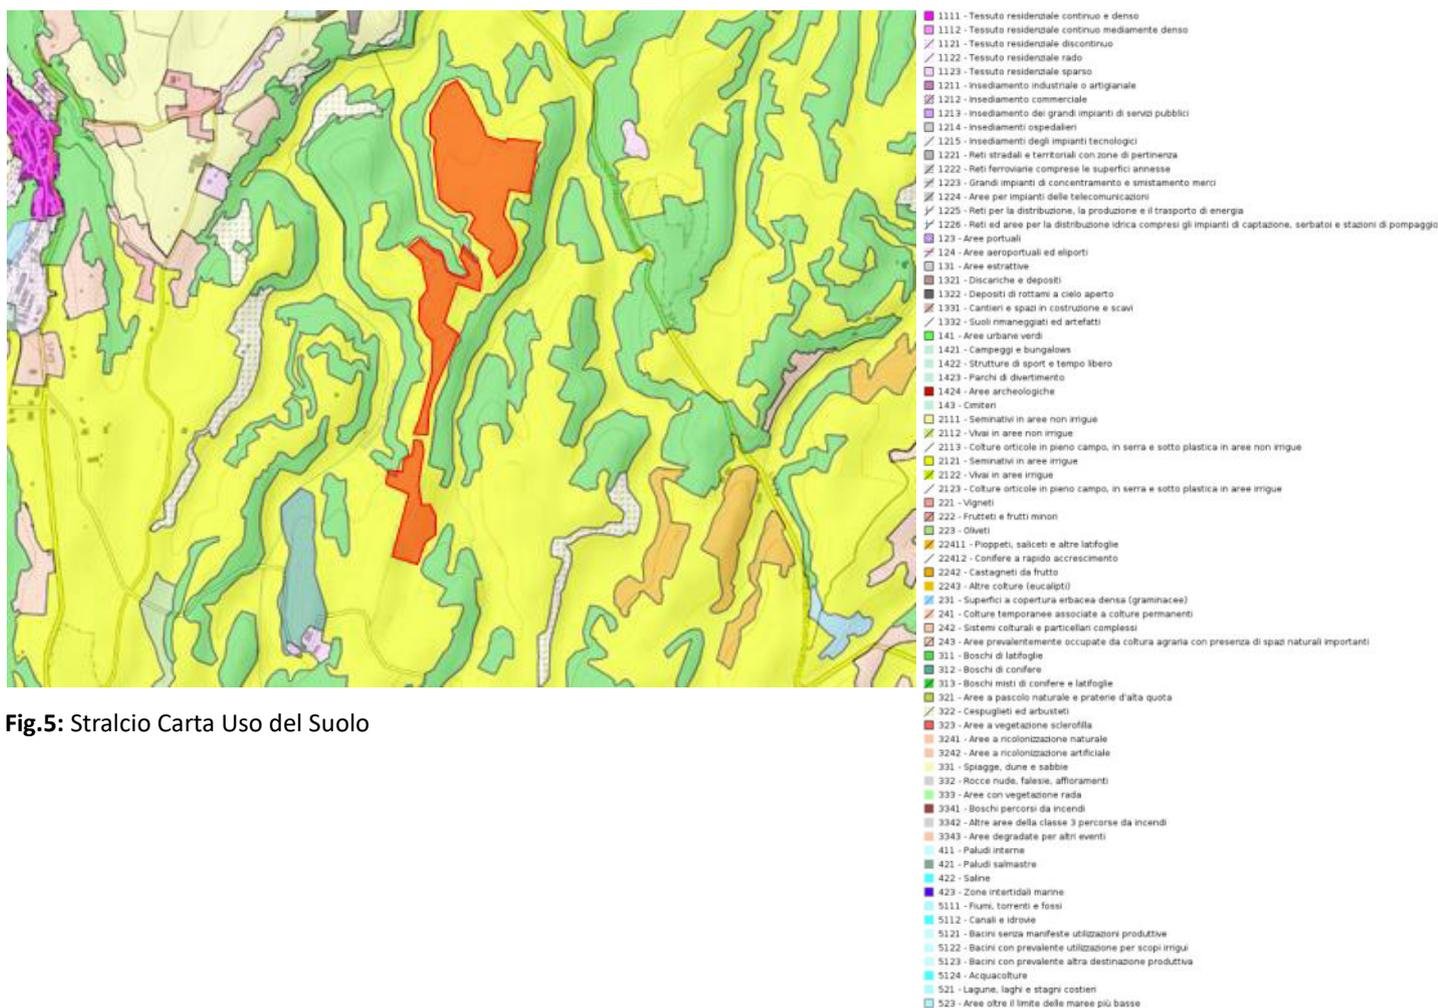 1111 - Tessuto residenziale continuo e denso
1112 - Tessuto residenziale continuo mediamente denso
1121 - Tessuto residenziale discontinuo
1122 - Tessuto residenziale rado
1123 - Tessuto residenziale sparso
1211 - Insediamento industriale o artigianale
1212 - Insediamento commerciale
1213 - Insediamento dei grandi impianti di servizi pubblici
1214 - Insediamenti ospedalieri
1215 - Insediamenti degli impianti tecnologici
1221 - Reti stradali e territoriali con zone di pertinenza
1222 - Reti ferroviarie comprese le superfici annesse
1223 - Grandi impianti di concentramento e smistamento merci
1224 - Aree per impianti delle telecomunicazioni
1225 - Reti per la distribuzione, la produzione e il trasporto di energia
1226 - Reti ed aree per la distribuzione idrica compresi gli impianti di captazione, serbatoi e stazioni di pompaggio
123 - Aree portuali
124 - Aree aeroportuali ed eliporti
131 - Aree estrattive
1321 - Discariche e depositi
1322 - Depositi di rottami a cielo aperto
1331 - Cantieri e spazi in costruzione e scavi
1332 - Suoli rimaneggiati ed artefatti
141 - Aree urbane verdi
1421 - Campeggi e bungalows
1422 - Strutture di sport e tempo libero
1423 - Parchi di divertimento
1424 - Aree archeologiche
143 - Cimiteri
2111 - Seminativi in aree non irrigue
2112 - Vivai in aree non irrigue
2113 - Colture orticole in pieno campo, in serra e sotto plastica in aree non irrigue
2121 - Seminativi in aree irrigue
2122 - Vivai in aree irrigue
2123 - Colture orticole in pieno campo, in serra e sotto plastica in aree irrigue
221 - Vigneti
222 - Frutteti e frutti minori
223 - Oliveti
22411 - Pioppeti, saliceti e altre latifoglie
22412 - Conifere a rapido accrescimento
2242 - Castagneti da frutto
2243 - Altre colture (eucalipti)
231 - Superfici a copertura erbacea densa (graminacee)
241 - Colture temporanee associate a colture permanenti
242 - Sistemi colturali e particellari complessi
243 - Aree prevalentemente occupate da coltura agraria con presenza di spazi naturali importanti
311 - Boschi di latifoglie
312 - Boschi di conifere
313 - Boschi misti di conifere e latifoglie
321 - Aree a pascolo naturale e praterie d'alta quota
322 - Cespuglieti ed arbusteti
323 - Aree a vegetazione sclerofilla
3241 - Aree a ricolonizzazione naturale
3242 - Aree a ricolonizzazione artificiale
331 - Spiagge, dune e sabbie
332 - Rocce nude, falesie, affioramenti
333 - Aree con vegetazione rada
3341 - Boschi percorsi da incendi
3342 - Altre aree della classe 3 percorse da incendi
3343 - Aree degradate per altri eventi
411 - Paludi interne
421 - Paludi salmastre
422 - Saline
423 - Zone intertidali marine
5111 - Fiumi, torrenti e fossi
5112 - Canali e idrovie
5121 - Bacini senza manifeste utilizzazioni produttive
5122 - Bacini con prevalente utilizzazione per scopi irrigui
5123 - Bacini con prevalente altra destinazione produttiva
5124 - Acquacolture
521 - Lagune, laghi e stagni costieri
523 - Aree oltre il limite delle maree più basse
Fig.5: Stralcio Carta Uso del Suolo